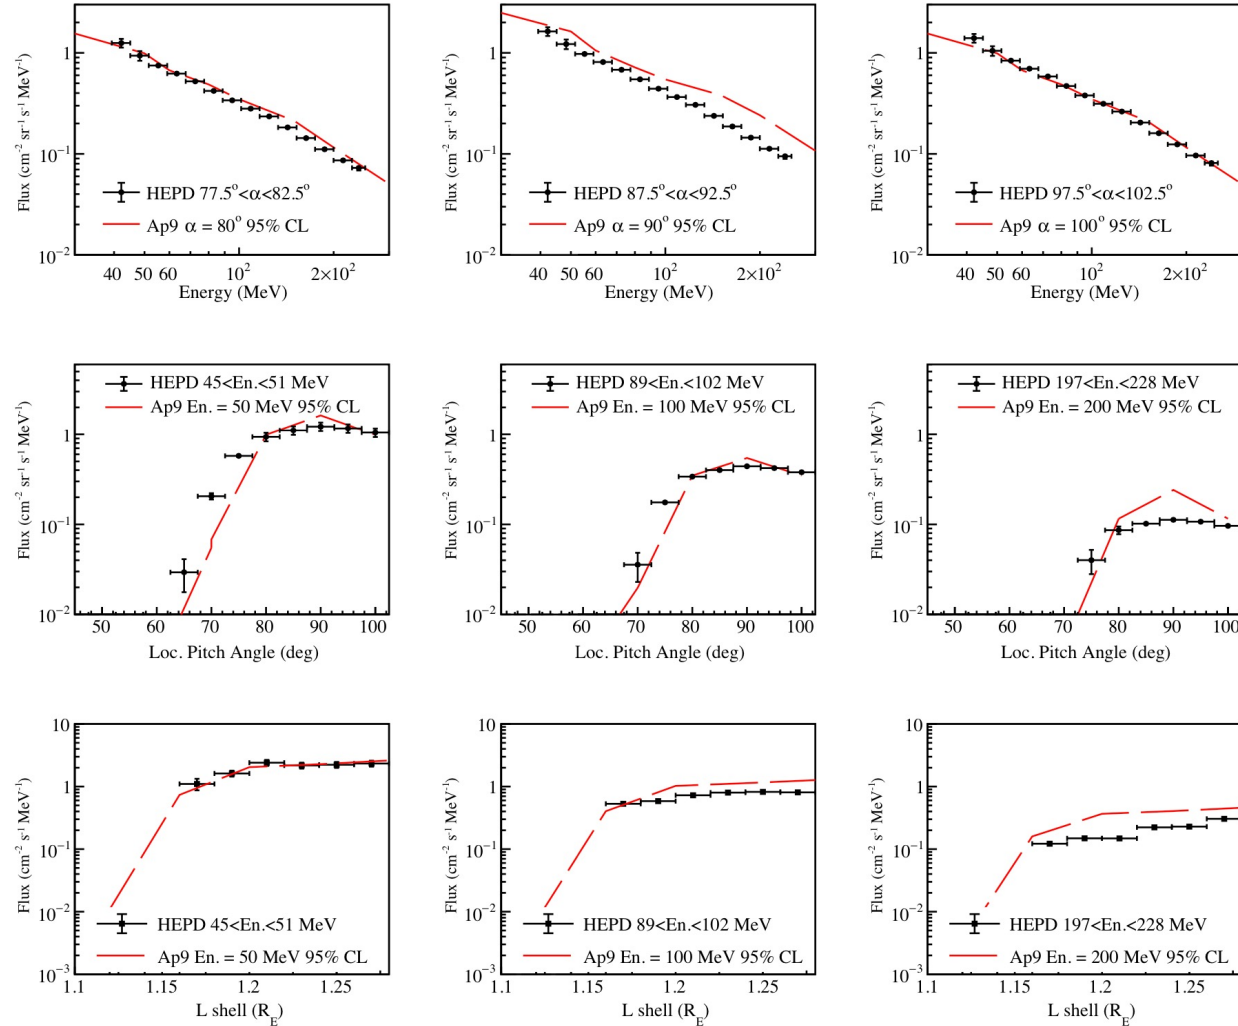 Flux (cm⁻² sr⁻¹ s⁻¹ MeV⁻¹)
1
10⁻¹
10⁻²
HEPD 77.5°<α<82.5°
Ap9 α = 80° 95% CL
40 50 60 10² 2×10²
Energy (MeV)
Flux (cm⁻² sr⁻¹ s⁻¹ MeV⁻¹)
1
10⁻¹
10⁻²
HEPD 87.5°<α<92.5°
Ap9 α = 90° 95% CL
40 50 60 10² 2×10²
Energy (MeV)
Flux (cm⁻² sr⁻¹ s⁻¹ MeV⁻¹)
1
10⁻¹
10⁻²
HEPD 97.5°<α<102.5°
Ap9 α = 100° 95% CL
40 50 60 10² 2×10²
Energy (MeV)
Flux (cm⁻² sr⁻¹ s⁻¹ MeV⁻¹)
HEPD 45<En.<51 MeV
Ap9 En. = 50 MeV 95% CL
1
10⁻¹
10⁻²
50 60 70 80 90 100
Loc. Pitch Angle (deg)
Flux (cm⁻² sr⁻¹ s⁻¹ MeV⁻¹)
HEPD 89<En.<102 MeV
Ap9 En. = 100 MeV 95% CL
1
10⁻¹
10⁻²
50 60 70 80 90 100
Loc. Pitch Angle (deg)
Flux (cm⁻² sr⁻¹ s⁻¹ MeV⁻¹)
HEPD 197<En.<228 MeV
Ap9 En. = 200 MeV 95% CL
1
10⁻¹
10⁻²
50 60 70 80 90 100
Loc. Pitch Angle (deg)
Flux (cm⁻² s⁻¹ MeV⁻¹)
10
1
10⁻¹
10⁻²
10⁻³
HEPD 45<En.<51 MeV
Ap9 En. = 50 MeV 95% CL
1.1 1.15 1.2 1.25
L shell (R_E)
Flux (cm⁻² s⁻¹ MeV⁻¹)
10
1
10⁻¹
10⁻²
10⁻³
HEPD 89<En.<102 MeV
Ap9 En. = 100 MeV 95% CL
1.1 1.15 1.2 1.25
L shell (R_E)
Flux (cm⁻² s⁻¹ MeV⁻¹)
10
1
10⁻¹
10⁻²
10⁻³
HEPD 197<En.<228 MeV
Ap9 En. = 200 MeV 95% CL
1.1 1.15 1.2 1.25
L shell (R_E)